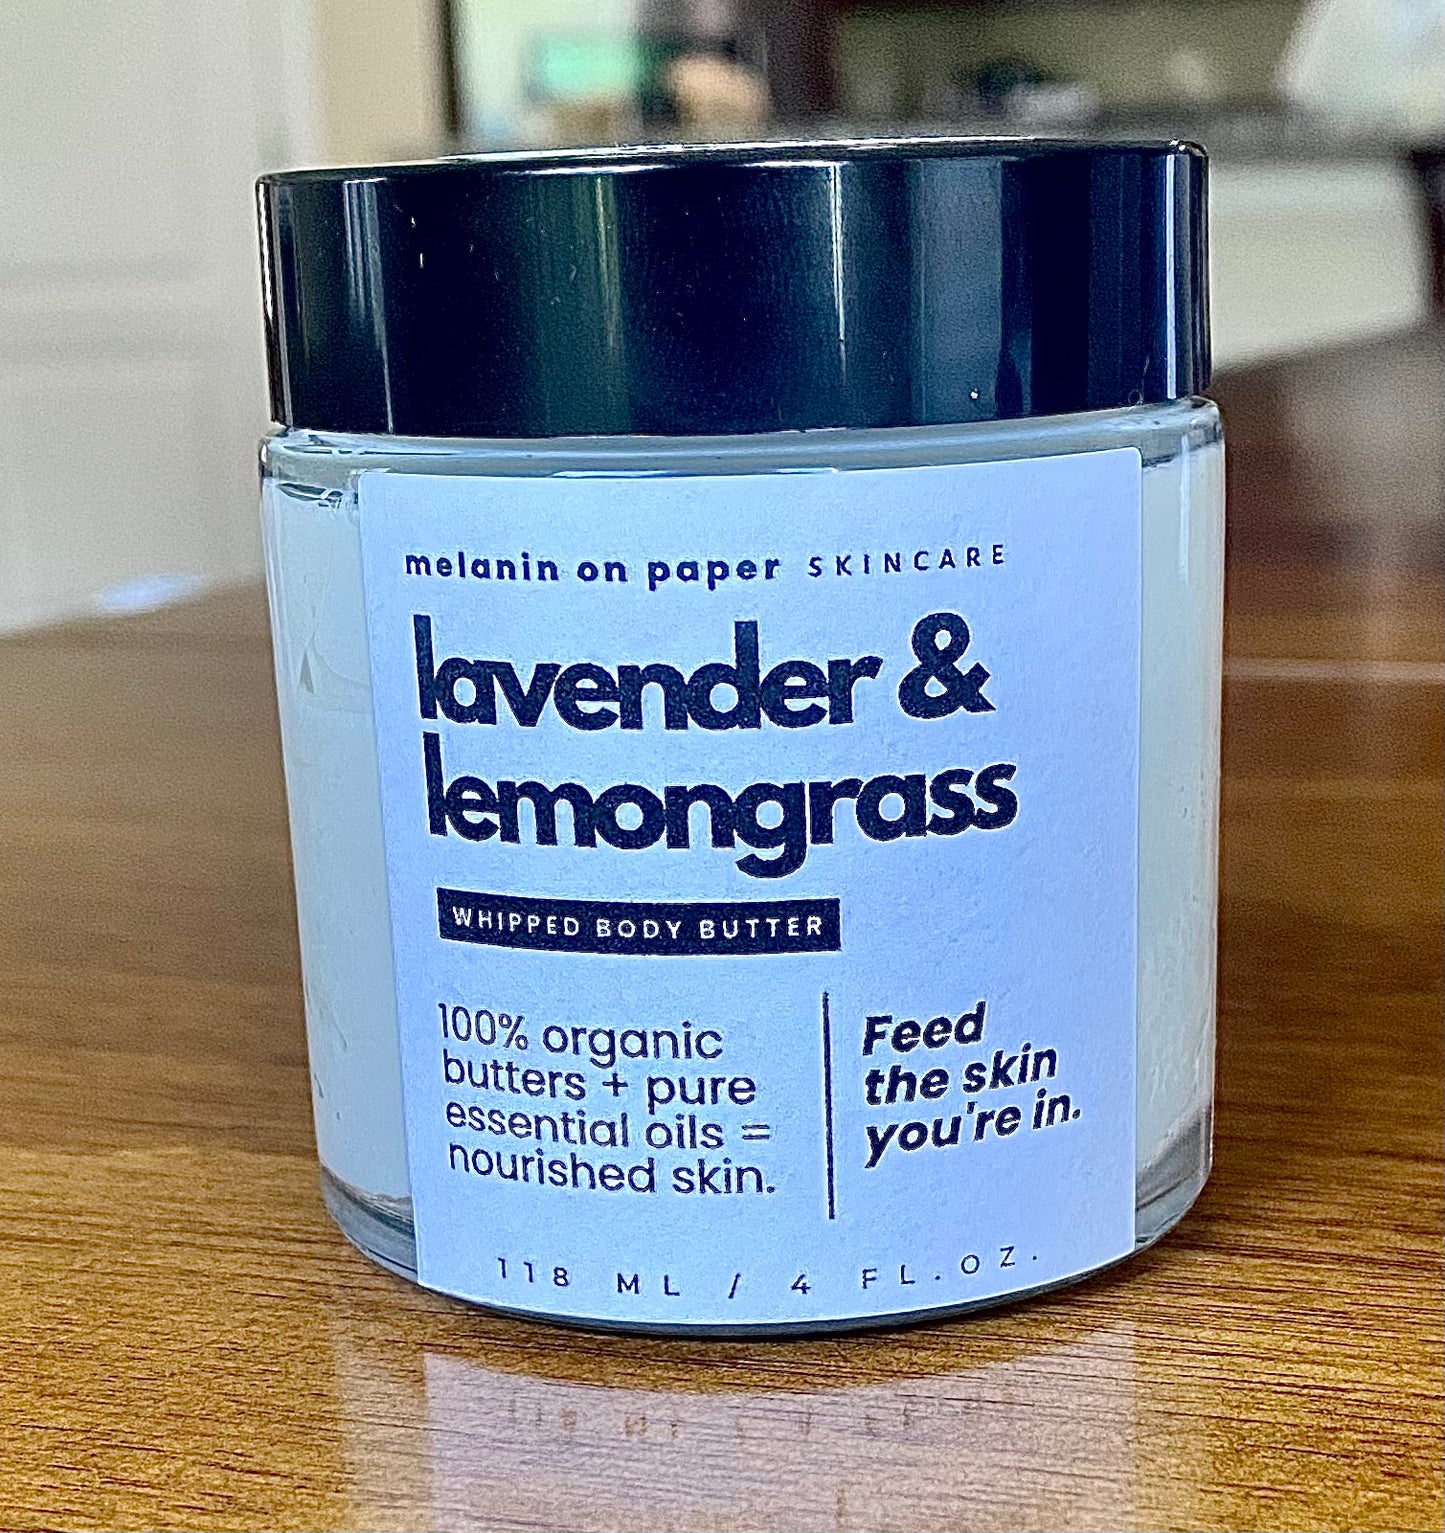 melanin on paper SKINCARE
lavender &
lemongrass
WHIPPED BODY BUTTER
100% organic
butters + pure
essential oils =
nourished skin.
Feed
the skin
you're in.
118 ML / 4 FL.OZ.